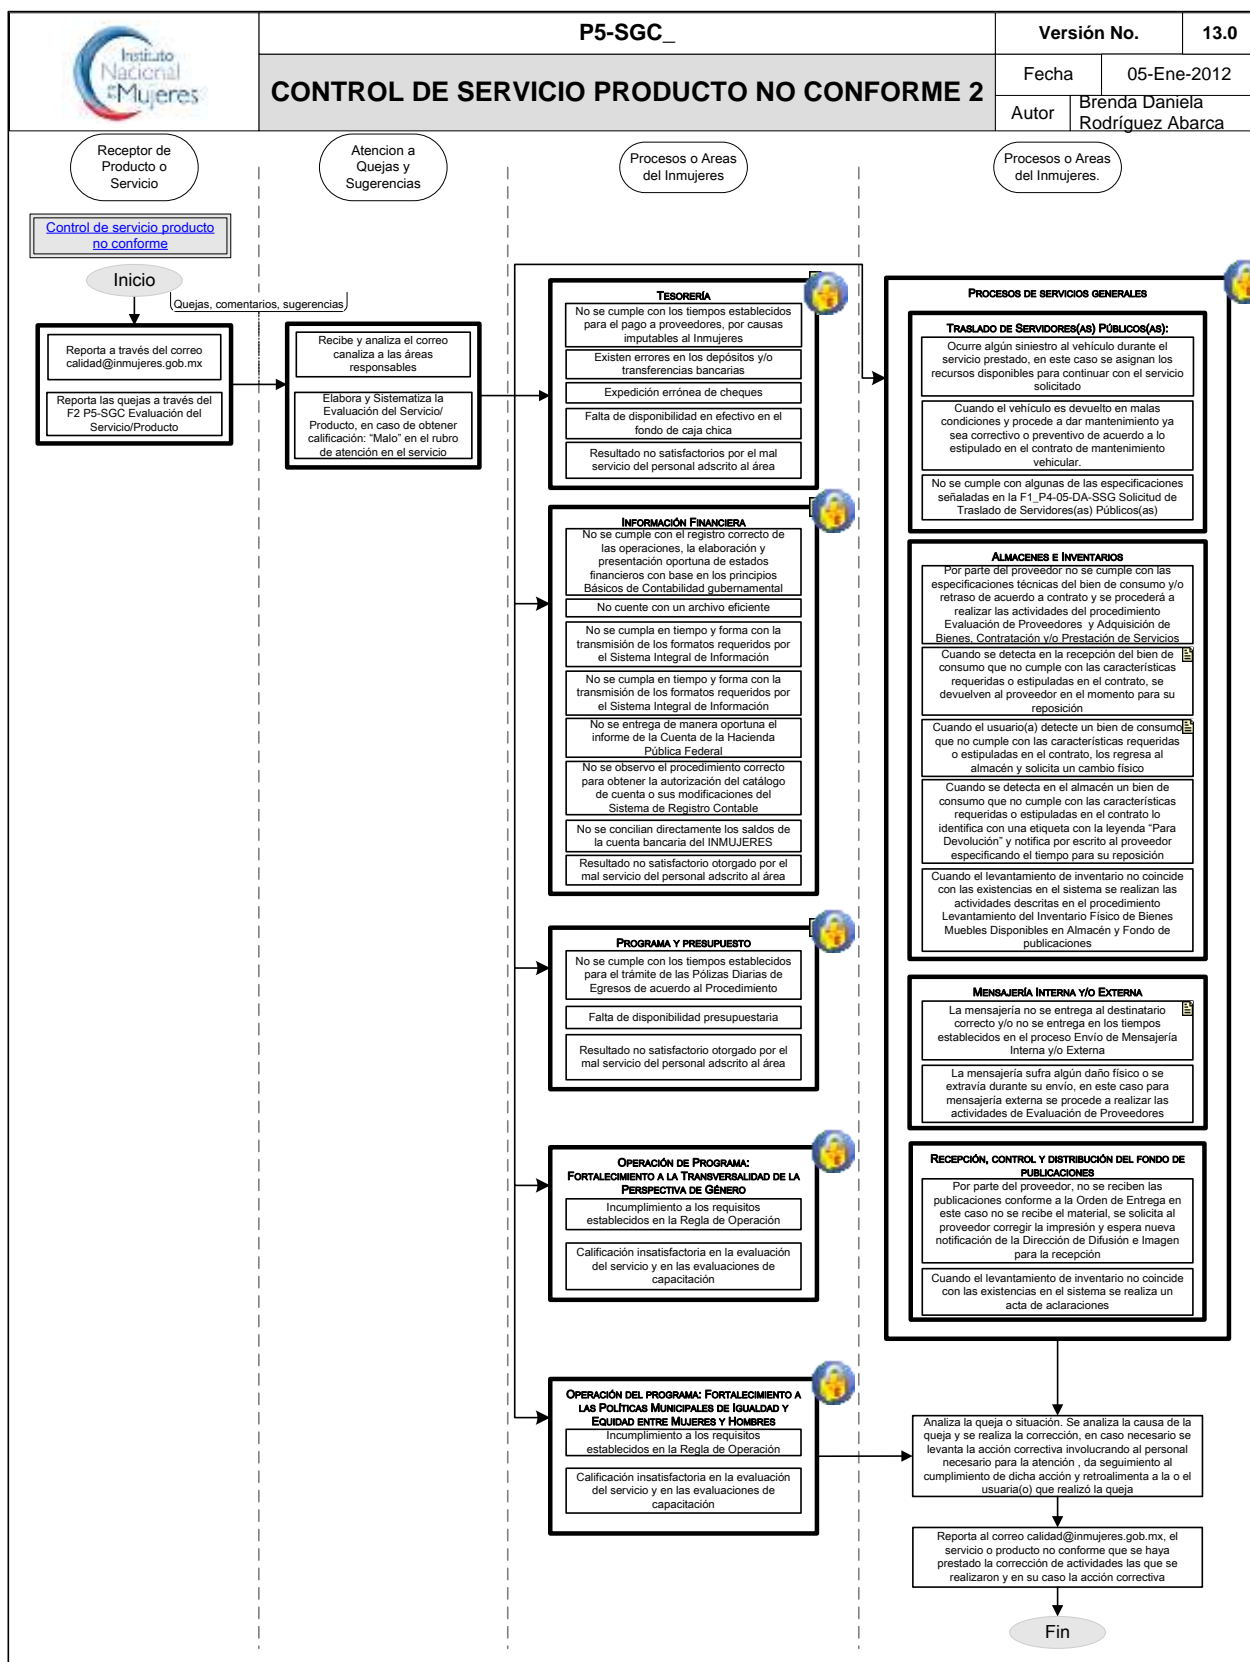 Instituto
Nacional
de las Mujeres
P5-SGC_
CONTROL DE SERVICIO PRODUCTO NO CONFORME 2
Versión No.
13.0
Fecha
05-Ene-2012
Autor
Brenda Daniela
Rodríguez Abarca
Receptor de
Producto o
Servicio
Atencion a
Quejas y
Sugerencias
Procesos o Areas
del Inmujeres
Procesos o Areas
del Inmujeres.
Control de servicio producto
no conforme
Inicio
Quejas, comentarios, sugerencias
Reporta a través del correo
calidad@inmujeres.gob.mx
Reporta las quejas a través del
F2 P5-SGC Evaluación del
Servicio/Producto
Recibe y analiza el correo
canaliza a las áreas
responsables
Elabora y Sistematiza la
Evaluación del Servicio/
Producto, en caso de obtener
calificación: “Malo” en el rubro
de atención en el servicio
TESORERÍA
No se cumple con los tiempos establecidos
para el pago a proveedores, por causas
imputables al Inmujeres
Existen errores en los depósitos y/o
transferencias bancarias
Expedición errónea de cheques
Falta de disponibilidad en efectivo en el
fondo de caja chica
Resultado no satisfactorios por el mal
servicio del personal adscrito al área
INFORMACIÓN FINANCIERA
No se cumple con el registro correcto de
las operaciones, la elaboración y
presentación oportuna de estados
financieros con base en los principios
Básicos de Contabilidad gubernamental
No cuente con un archivo eficiente
No se cumpla en tiempo y forma con la
transmisión de los formatos requeridos por
el Sistema Integral de Información
No se cumpla en tiempo y forma con la
transmisión de los formatos requeridos por
el Sistema Integral de Información
No se entrega de manera oportuna el
informe de la Cuenta de la Hacienda
Pública Federal
No se observo el procedimiento correcto
para obtener la autorización del catálogo
de cuenta o sus modificaciones del
Sistema de Registro Contable
No se concilian directamente los saldos de
la cuenta bancaria del INMUJERES
Resultado no satisfactorio otorgado por el
mal servicio del personal adscrito al área
PROGRAMA Y PRESUPUESTO
No se cumple con los tiempos establecidos
para el trámite de las Pólizas Diarias de
Egresos de acuerdo al Procedimiento
Falta de disponibilidad presupuestaria
Resultado no satisfactorio otorgado por el
mal servicio del personal adscrito al área
OPERACIÓN DE PROGRAMA:
FORTALECIMIENTO A LA TRANSVERSALIDAD DE LA
PERSPECTIVA DE GÉNERO
Incumplimiento a los requisitos
establecidos en la Regla de Operación
Calificación insatisfactoria en la evaluación
del servicio y en las evaluaciones de
capacitación
OPERACIÓN DEL PROGRAMA: FORTALECIMIENTO A
LAS POLÍTICAS MUNICIPALES DE IGUALDAD Y
EQUIDAD ENTRE MUJERES Y HOMBRES
Incumplimiento a los requisitos
establecidos en la Regla de Operación
Calificación insatisfactoria en la evaluación
del servicio y en las evaluaciones de
capacitación
PROCESOS DE SERVICIOS GENERALES
TRASLADO DE SERVIDORES(AS) PÚBLICOS(AS):
Ocurre algún siniestro al vehículo durante el
servicio prestado, en este caso se asignan los
recursos disponibles para continuar con el servicio
solicitado
Cuando el vehículo es devuelto en malas
condiciones y procede a dar mantenimiento ya
sea correctivo o preventivo de acuerdo a lo
estipulado en el contrato de mantenimiento
vehicular.
No se cumple con algunas de las especificaciones
señaladas en la F1_P4-05-DA-SSG Solicitud de
Traslado de Servidores(as) Públicos(as)
ALMACENES E INVENTARIOS
Por parte del proveedor no se cumple con las
especificaciones técnicas del bien de consumo y/o
retraso de acuerdo a contrato y se procederá a
realizar las actividades del procedimiento
Evaluación de Proveedores y Adquisición de
Bienes, Contratación y/o Prestación de Servicios
Cuando se detecta en la recepción del bien de
consumo que no cumple con las características
requeridas o estipuladas en el contrato, se
devuelven al proveedor en el momento para su
reposición
Cuando el usuario(a) detecte un bien de consumo
que no cumple con las características requeridas
o estipuladas en el contrato, los regresa al
almacén y solicita un cambio físico
Cuando se detecta en el almacén un bien de
consumo que no cumple con las características
requeridas o estipuladas en el contrato lo
identifica con una etiqueta con la leyenda “Para
Devolución” y notifica por escrito al proveedor
especificando el tiempo para su reposición
Cuando el levantamiento de inventario no coincide
con las existencias en el sistema se realizan las
actividades descritas en el procedimiento
Levantamiento del Inventario Físico de Bienes
Muebles Disponibles en Almacén y Fondo de
publicaciones
MENSAJERÍA INTERNA Y/O EXTERNA
La mensajería no se entrega al destinatario
correcto y/o no se entrega en los tiempos
establecidos en el proceso Envío de Mensajería
Interna y/o Externa
La mensajería sufra algún daño físico o se
extravía durante su envío, en este caso para
mensajería externa se procede a realizar las
actividades de Evaluación de Proveedores
RECEPCIÓN, CONTROL Y DISTRIBUCIÓN DEL FONDO DE
PUBLICACIONES
Por parte del proveedor, no se reciben las
publicaciones conforme a la Orden de Entrega en
este caso no se recibe el material, se solicita al
proveedor corregir la impresión y espera nueva
notificación de la Dirección de Difusión e Imagen
para la recepción
Cuando el levantamiento de inventario no coincide
con las existencias en el sistema se realiza un
acta de aclaraciones
Analiza la queja o situación. Se analiza la causa de la
queja y se realiza la corrección, en caso necesario se
levanta la acción correctiva involucrando al personal
necesario para la atención , da seguimiento al
cumplimiento de dicha acción y retroalimenta a la o el
usuaria(o) que realizó la queja
Reporta al correo calidad@inmujeres.gob.mx, el
servicio o producto no conforme que se haya
prestado la corrección de actividades las que se
realizaron y en su caso la acción correctiva
Fin